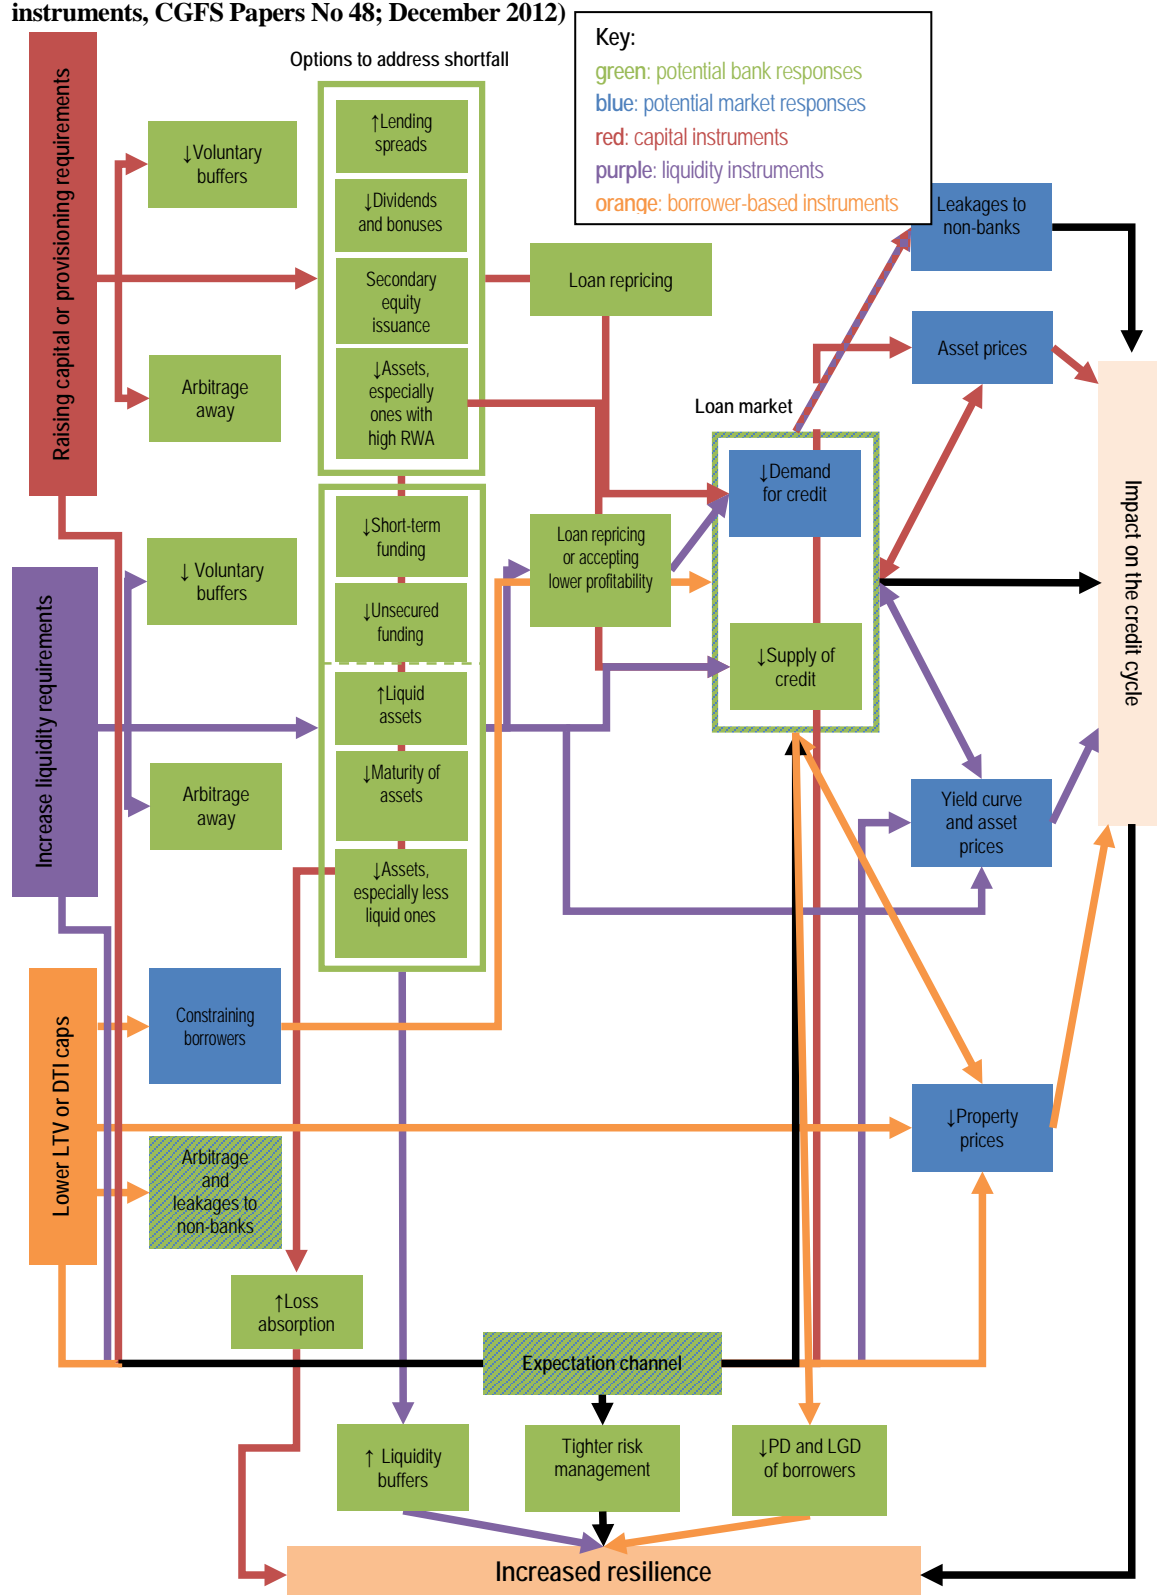 instruments, CGFS Papers No 48; December 2012)
Key:
green: potential bank responses
blue: potential market responses
red: capital instruments
purple: liquidity instruments
orange: borrower-based instruments
Options to address shortfall
Raising capital or provisioning requirements
↓Voluntary
buffers
Arbitrage
away
↑Lending
spreads
↓Dividends
and bonuses
Secondary
equity
issuance
↓Assets,
especially
ones with
high RWA
Loan repricing
Leakages to
non-banks
Asset prices
Loan market
↓Demand
for credit
↓Supply of
credit
Impact on the credit cycle
Increase liquidity requirements
↓ Voluntary
buffers
Arbitrage
away
↓Short-term
funding
↓Unsecured
funding
↑Liquid
assets
↓Maturity of
assets
↓Assets,
especially less
liquid ones
Loan repricing
or accepting
lower profitability
Yield curve
and asset
prices
Lower LTV or DTI caps
Constraining
borrowers
Arbitrage
and
leakages to
non-banks
↓Property
prices
↑Loss
absorption
Expectation channel
↑ Liquidity
buffers
Tighter risk
management
↓PD and LGD
of borrowers
Increased resilience